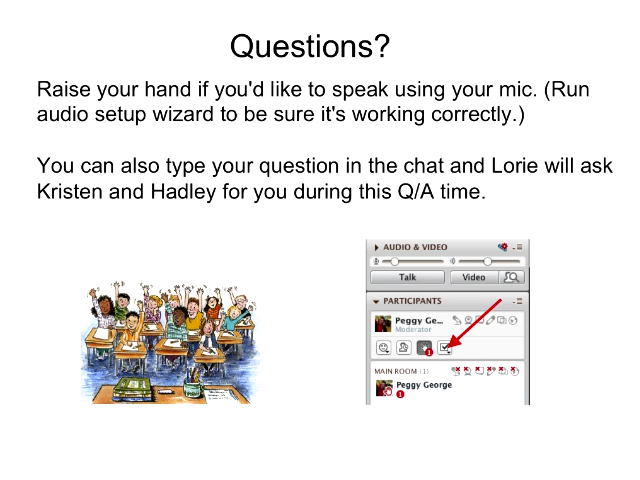 Questions?
Raise your hand if you'd like to speak using your mic. (Run
audio setup wizard to be sure it's working correctly.)
You can also type your question in the chat and Lorie will ask
Kristen and Hadley for you during this Q/A time.
AUDIO & VIDEO
Talk
Video
PARTICIPANTS
Peggy Ge...
Moderator
1
MAIN ROOM (1)
Peggy George
1